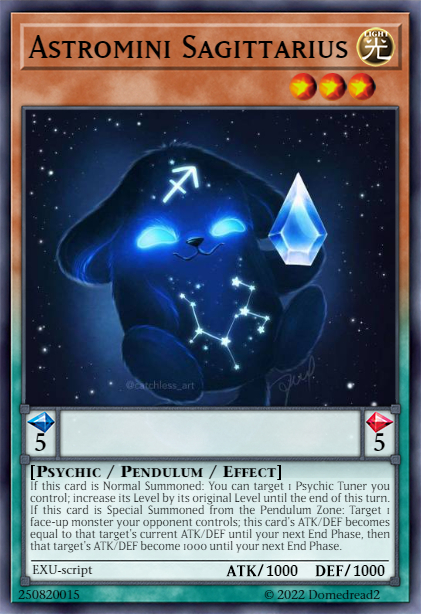 Astromini Sagittarius
LIGHT
光
@catchless_art
5
5
[Psychic / Pendulum / Effect]
If this card is Normal Summoned: You can target 1 Psychic Tuner you
control; increase its Level by its original Level until the end of this turn.
If this card is Special Summoned from the Pendulum Zone: Target 1
face-up monster your opponent controls; this card's ATK/DEF becomes
equal to that target's current ATK/DEF until your next End Phase, then
that target's ATK/DEF become 1000 until your next End Phase.
EXU-script
ATK/1000 DEF/1000
250820015
© 2022 Domedread2